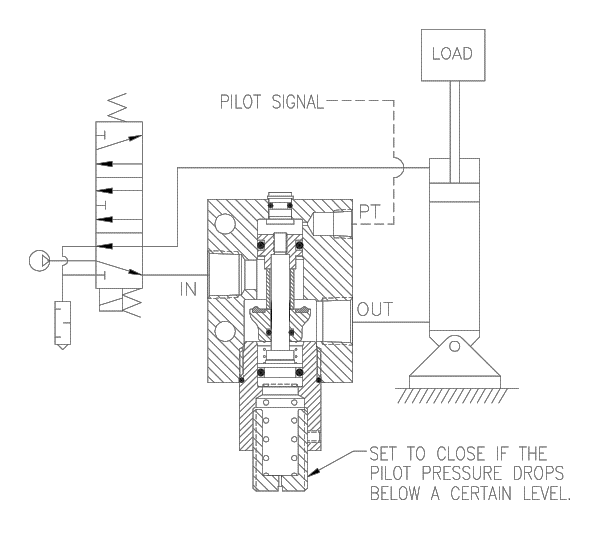 LOAD
PILOT SIGNAL
PT
IN
OUT
SET TO CLOSE IF THE
PILOT PRESSURE DROPS
BELOW A CERTAIN LEVEL.